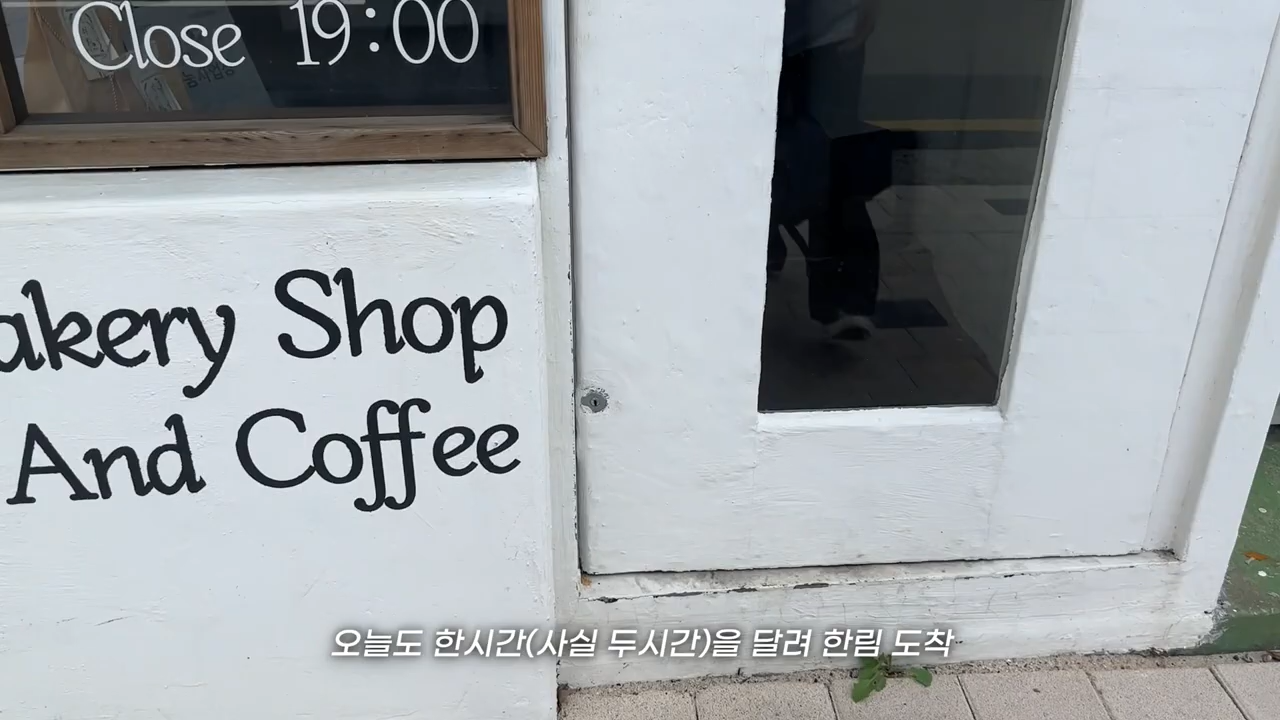 Close 19:00
akery Shop
And Coffee
오늘도 한시간(사실 두시간)을 달려 한림 도착